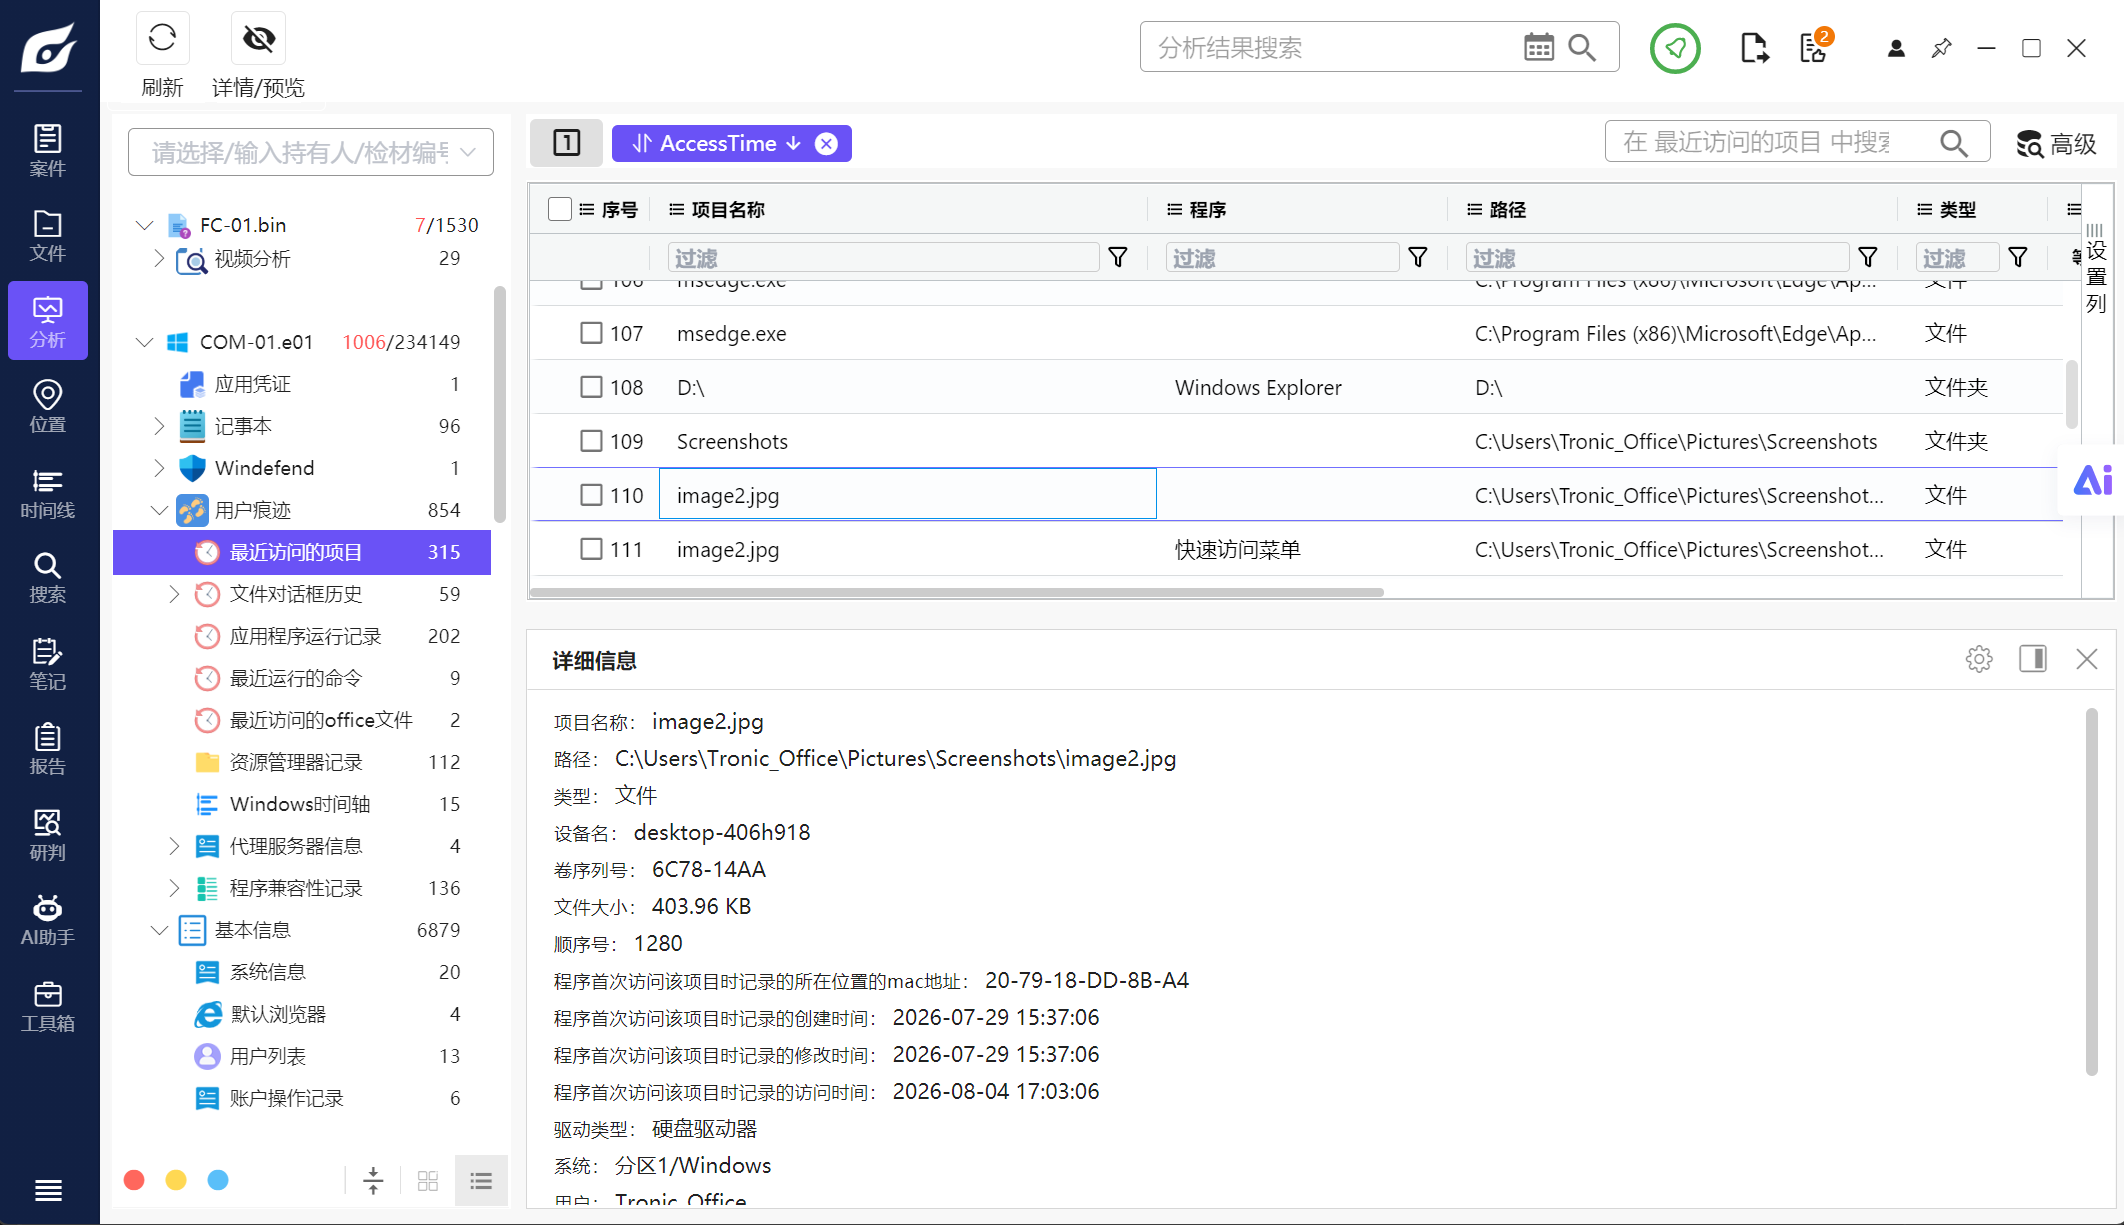 刷新
详情/预览
分析结果搜索
2
案件
文件
分析
位置
时间线
搜索
笔记
报告
研判
AI助手
工具箱
请选择/输入持有人/检材编号
FC-01.bin 7/1530
视频分析 29
COM-01.e01 1006/234149
应用凭证 1
记事本 96
Windefend 1
用户痕迹 854
最近访问的项目 315
文件对话框历史 59
应用程序运行记录 202
最近运行的命令 9
最近访问的office文件 2
资源管理器记录 112
Windows时间轴 15
代理服务器信息 4
程序兼容性记录 136
基本信息 6879
系统信息 20
默认浏览器 4
用户列表 13
账户操作记录 6
1 AccessTime
在 最近访问的项目 中搜索
高级
序号 项目名称 程序 路径 类型
过滤 过滤 过滤 过滤
设置列
106 msedge.exe C:\Program Files (x86)\Microsoft\Edge\Ap... 文件
107 msedge.exe C:\Program Files (x86)\Microsoft\Edge\Ap... 文件
108 D:\ Windows Explorer D:\ 文件夹
109 Screenshots C:\Users\Tronic_Office\Pictures\Screenshots 文件夹
110 image2.jpg C:\Users\Tronic_Office\Pictures\Screenshot... 文件
111 image2.jpg 快速访问菜单 C:\Users\Tronic_Office\Pictures\Screenshot... 文件
Ai
详细信息
项目名称： image2.jpg
路径： C:\Users\Tronic_Office\Pictures\Screenshots\image2.jpg
类型： 文件
设备名： desktop-406h918
卷序列号： 6C78-14AA
文件大小： 403.96 KB
顺序号： 1280
程序首次访问该项目时记录的所在位置的mac地址： 20-79-18-DD-8B-A4
程序首次访问该项目时记录的创建时间： 2026-07-29 15:37:06
程序首次访问该项目时记录的修改时间： 2026-07-29 15:37:06
程序首次访问该项目时记录的访问时间： 2026-08-04 17:03:06
驱动类型： 硬盘驱动器
系统： 分区1/Windows
用户： Tronic_Office